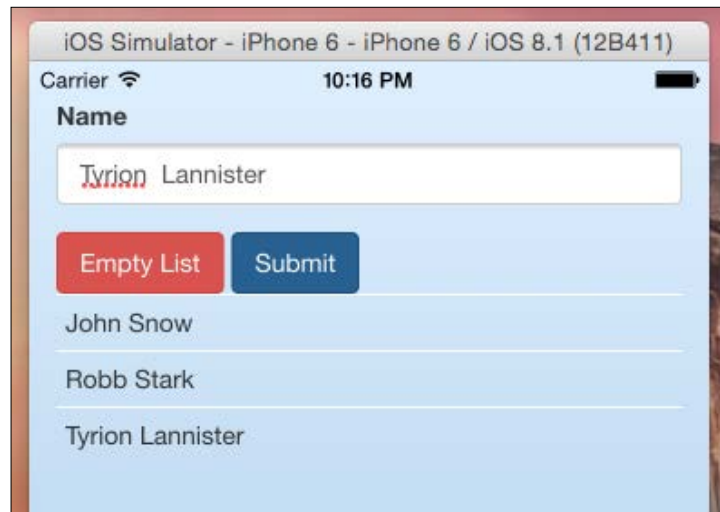 iOS Simulator - iPhone 6 - iPhone 6 / iOS 8.1 (12B411)
Carrier 10:16 PM
Name
Tyrion Lannister
Empty List Submit
John Snow
Robb Stark
Tyrion Lannister